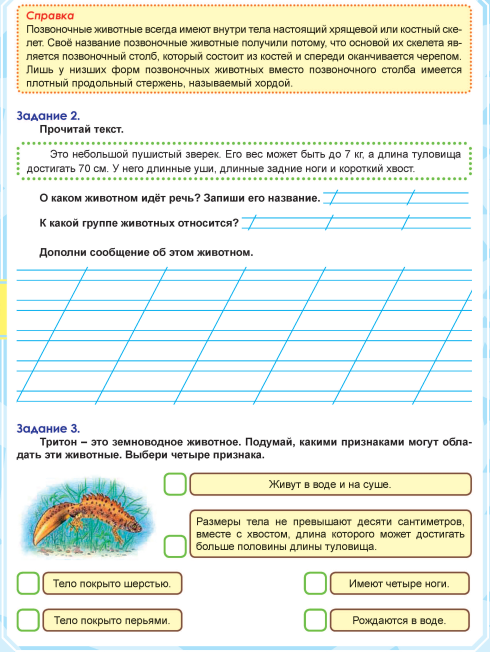 Справка
Позвоночные животные всегда имеют внутри тела настоящий хрящевой или костный ске-
лет. Своё название позвоночные животные получили потому, что основой их скелета яв-
ляется позвоночный столб, который состоит из костей и спереди оканчивается черепом.
Лишь у низших форм позвоночных животных вместо позвоночного столба имеется
плотный продольный стержень, называемый хордой.
Задание 2.
Прочитай текст.
Это небольшой пушистый зверек. Его вес может быть до 7 кг, а длина туловища
достигать 70 см. У него длинные уши, длинные задние ноги и короткий хвост.
О каком животном идёт речь? Запиши его название.
К какой группе животных относится?
Дополни сообщение об этом животном.
Задание 3.
Тритон – это земноводное животное. Подумай, какими признаками могут обла-
дать эти животные. Выбери четыре признака.
Живут в воде и на суше.
Размеры тела не превышают десяти сантиметров,
вместе с хвостом, длина которого может достигать
больше половины длины туловища.
Тело покрыто шерстью.
Имеют четыре ноги.
Тело покрыто перьями.
Рождаются в воде.